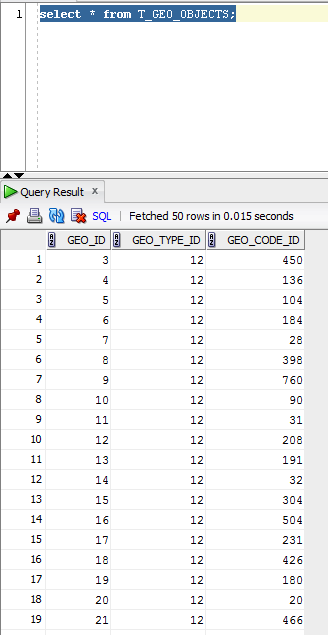 1 select * from T_GEO_OBJECTS;
Query Result x
SQL | Fetched 50 rows in 0.015 seconds
GEO_ID GEO_TYPE_ID GEO_CODE_ID
1 3 12 450
2 4 12 136
3 5 12 104
4 6 12 184
5 7 12 28
6 8 12 398
7 9 12 760
8 10 12 90
9 11 12 31
10 12 12 208
11 13 12 191
12 14 12 32
13 15 12 304
14 16 12 504
15 17 12 231
16 18 12 426
17 19 12 180
18 20 12 20
19 21 12 466